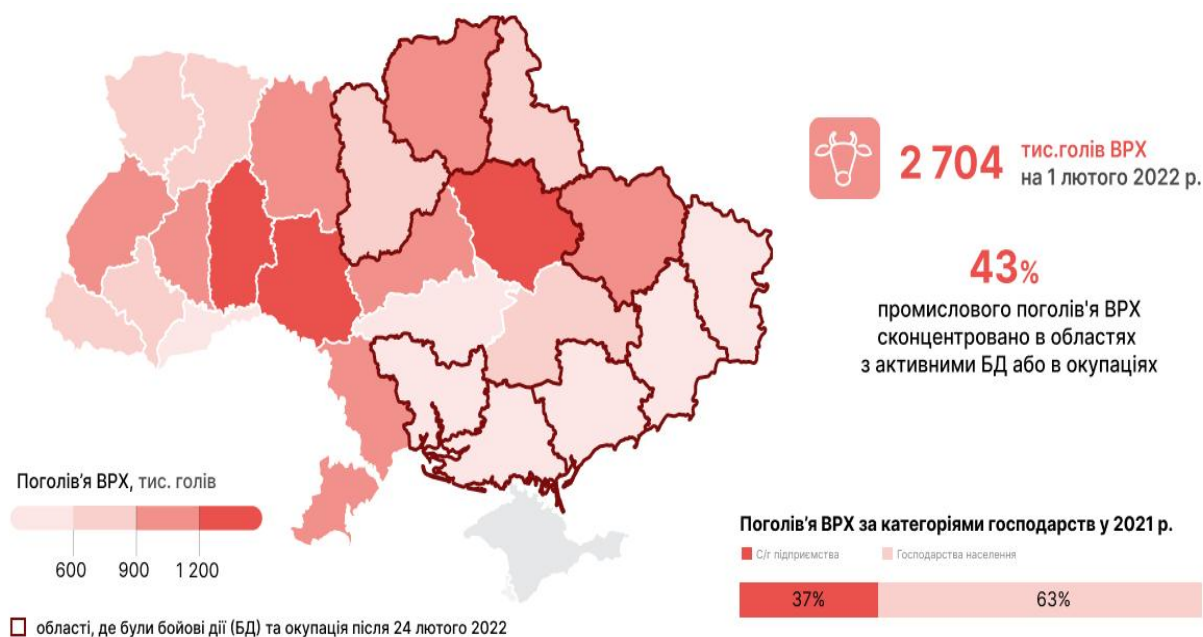 2 704
тис.голів ВРХ
на 1 лютого 2022 р.
43%
промислового поголів'я ВРХ
сконцентровано в областях
з активними БД або в окупаціях
Поголів'я ВРХ, тис. голів
600 900 1 200
області, де були бойові дії (БД) та окупація після 24 лютого 2022
Поголів'я ВРХ за категоріями господарств у 2021 р.
С/г підприємства Господарства населення
37% 63%